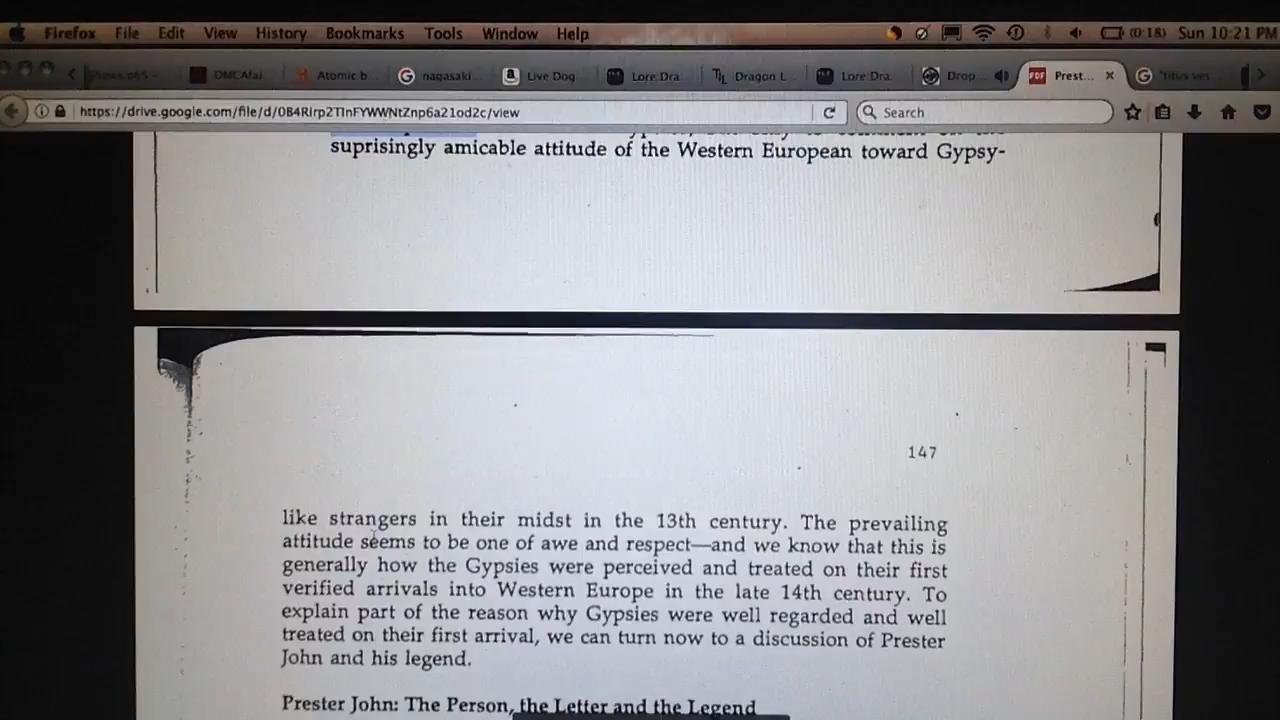 Firefox File Edit View History Bookmarks Tools Window Help (0:18) Sun 10:21 PM
DMCAfai Atomic b nagasaki Live Dog Lore:Dra Dragon L Lore:Dra Drop Prest... "titus ves
https://drive.google.com/file/d/0B4Rlrp2TlnFYWWNtZnp6a21od2c/view Search
suprisingly amicable attitude of the Western European toward Gypsy-
147
like strangers in their midst in the 13th century. The prevailing
attitude seems to be one of awe and respect—and we know that this is
generally how the Gypsies were perceived and treated on their first
verified arrivals into Western Europe in the late 14th century. To
explain part of the reason why Gypsies were well regarded and well
treated on their first arrival, we can turn now to a discussion of Prester
John and his legend.
Prester John: The Person, the Letter and the Legend